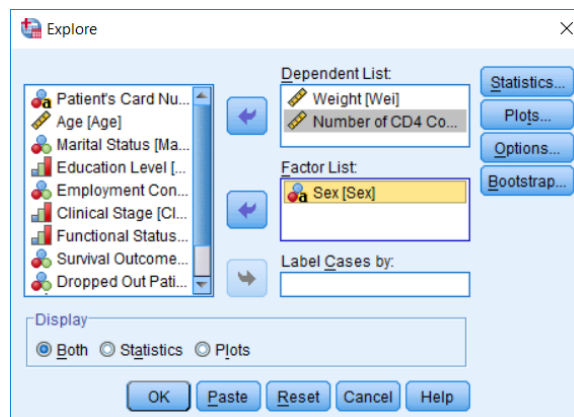 Explore
Patient's Card Nu...
Age [Age]
Marital Status [Ma...
Education Level [...
Employment Con...
Clinical Stage [Cl...
Functional Status...
Survival Outcome...
Dropped Out Pati...
Dependent List:
Weight [Wei]
Number of CD4 Co...
Factor List:
Sex [Sex]
Label Cases by:
Statistics...
Plots...
Options...
Bootstrap...
Display
Both Statistics Plots
OK Paste Reset Cancel Help